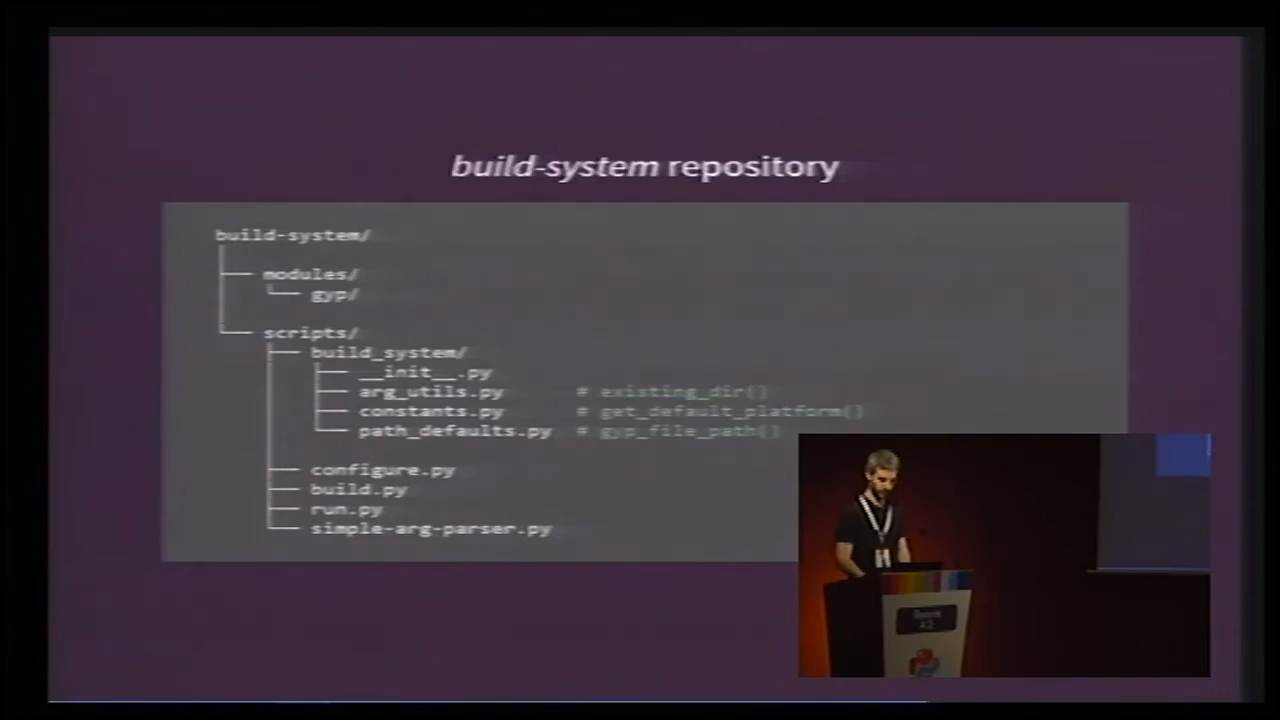 build-system repository
build-system/
├── modules/
│   └── gyp/
└── scripts/
├── build_system/
│   ├── __init__.py
│   ├── arg_utils.py # existing_dir()
│   ├── constants.py # get_default_platform()
│   └── path_defaults.py # gyp_file_path()
├── configure.py
├── build.py
├── run.py
└── simple-arg-parser.py